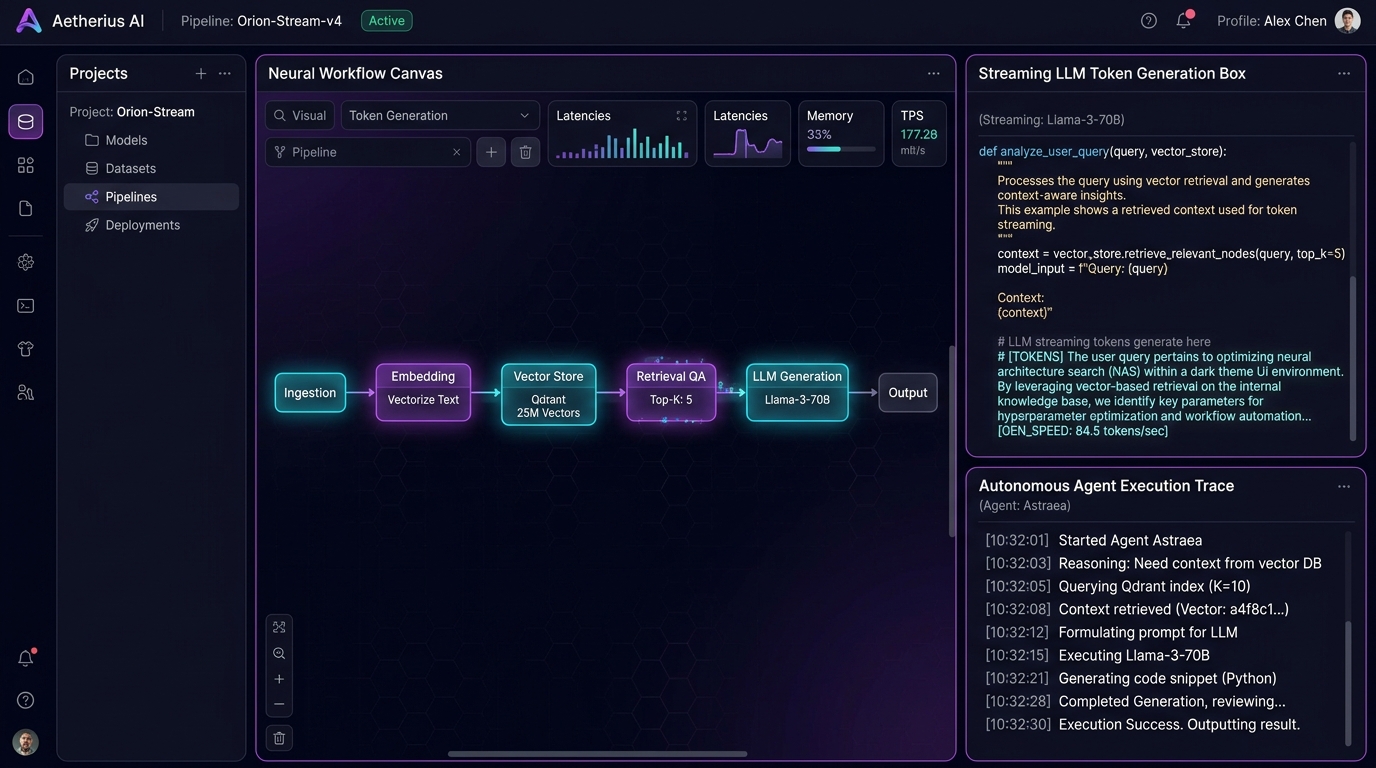 Aetherius AI
Pipeline: Orion-Stream-v4
Active
Profile: Alex Chen
Projects
Project: Orion-Stream
Models
Datasets
Pipelines
Deployments
Neural Workflow Canvas
Visual
Token Generation
Pipeline
Latencies
Latencies
Memory
33%
TPS
177.28
Ingestion
Embedding
Vectorize Text
Vector Store
Qdrant
25M Vectors
Retrieval QA
Top-K: 5
LLM Generation
Llama-3-70B
Output
Streaming LLM Token Generation Box
(Streaming: Llama-3-70B)
def analyze_user_query(query, vector_store):
"""
Processes the query using vector retrieval and generates
context-aware insights.
This example shows a retrieved context used for token
streaming.
"""
context = vector_store.retrieve_relevant_nodes(query, top_k=5)
model_input = f"Query: (query)
Context:
(context)"
# LLM streaming tokens generate here
# [TOKENS] The user query pertains to optimizing neural
architecture search (NAS) within a dark theme Ui environment.
By leveraging vector-based retrieval on the internal
knowledge base, we identify key parameters for
hypsrparameter optimization and workflow automation...
[OEN_SPEED: 84.5 tokens/sec]
Autonomous Agent Execution Trace
(Agent: Astraea)
[10:32:01] Started Agent Astraea
[10:32:03] Reasoning: Need context from vector DB
[10:32:05] Querying Qdrant index (K=10)
[10:32:08] Context retrieved (Vector: a4f8c1...)
[10:32:12] Formulating prompt for LLM
[10:32:15] Executing Llama-3-70B
[10:32:21] Generating code snippet (Python)
[10:32:28] Completed Generation, reviewing...
[10:32:30] Execution Success. Outputting result.